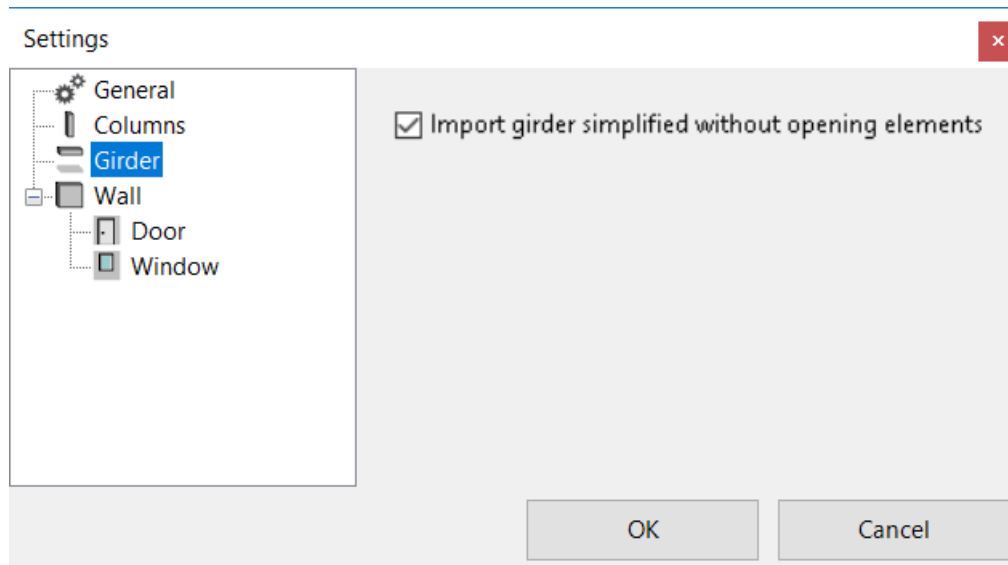 Settings
General
Columns
Girder
Wall
Door
Window
Import girder simplified without opening elements
OK
Cancel